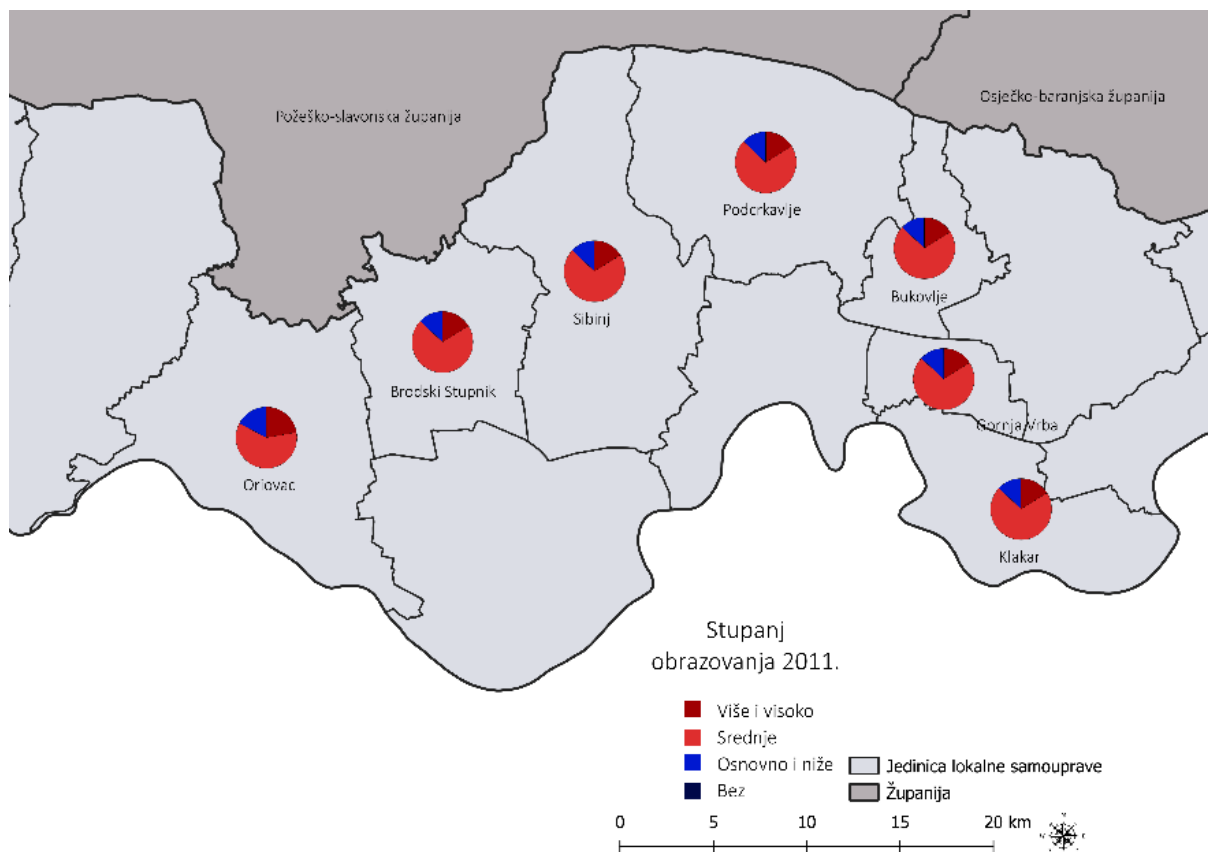 Osječko-baranjska županija
Požeško-slavonska županija
Podcrkavlje
Bukovlje
Sibinj
Brodski Stupnik
Gornja Vrba
Oriovac
Klakar
Stupanj
obrazovanja 2011.
Više i visoko
Srednje
Osnovno i niže
Bez
Jedinica lokalne samouprave
Županija
0 5 10 15 20 km